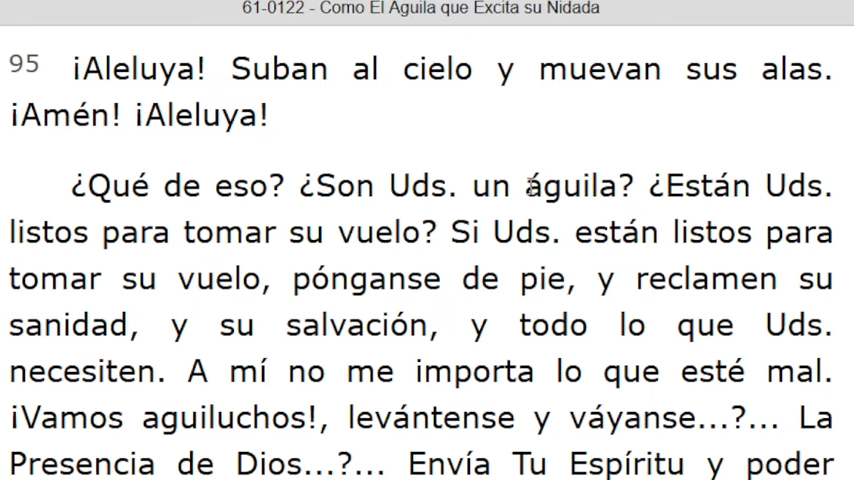 61-0122 - Como El Aguila que Excita su Nidada
95 ¡Aleluya! Suban al cielo y muevan sus alas.
¡Amén! ¡Aleluya!
¿Qué de eso? ¿Son Uds. un águila? ¿Están Uds.
listos para tomar su vuelo? Si Uds. están listos para
tomar su vuelo, pónganse de pie, y reclamen su
sanidad, y su salvación, y todo lo que Uds.
necesiten. A mí no me importa lo que esté mal.
¡Vamos aguiluchos!, levántense y váyanse...?... La
Presencia de Dios...?... Envía Tu Espíritu y poder